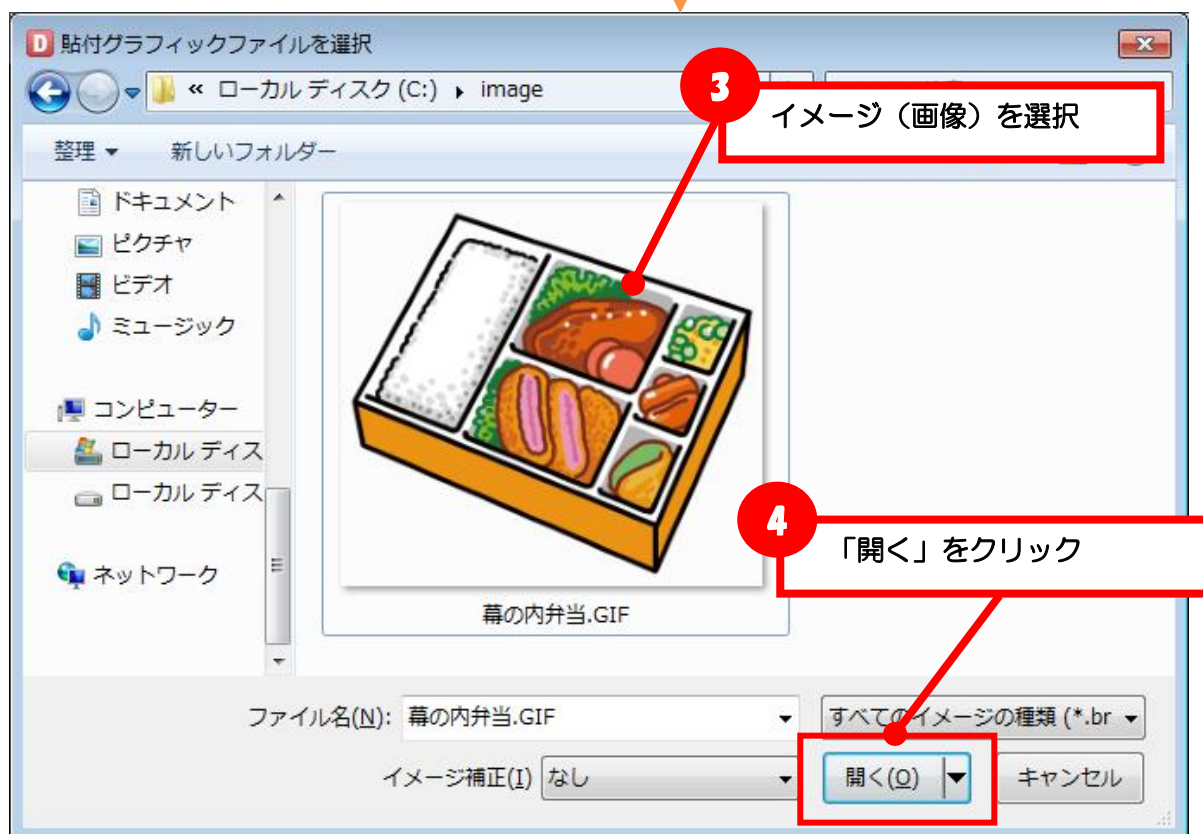 貼付グラフィックファイルを選択
« ローカル ディスク (C:) ▸ image
3
イメージ（画像）を選択
整理 ▼ 新しいフォルダー
ドキュメント
ピクチャ
ビデオ
ミュージック
コンピューター
ローカル ディス
ローカル ディス
ネットワーク
幕の内弁当.GIF
4
「開く」をクリック
ファイル名(N): 幕の内弁当.GIF
すべてのイメージの種類 (*.br
イメージ補正(I) なし
開く(O)
キャンセル